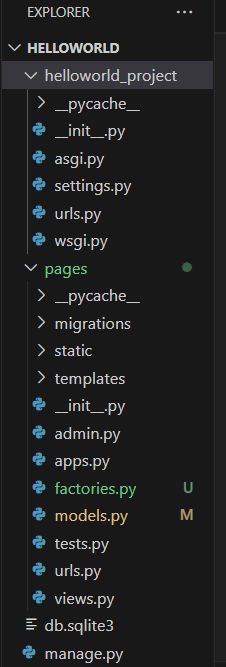 EXPLORER ...
HELLOWORLD
helloworld_project
__pycache__
__init__.py
asgi.py
settings.py
urls.py
wsgi.py
pages
__pycache__
migrations
static
templates
__init__.py
admin.py
apps.py
factories.py U
models.py M
tests.py
urls.py
views.py
db.sqlite3
manage.py